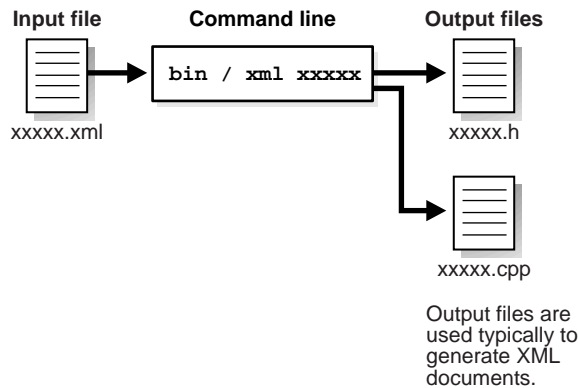 Input file
Command line
Output files
bin / xml xxxxx
xxxxx.xml
xxxxx.h
xxxxx.cpp
Output files are
used typically to
generate XML
documents.